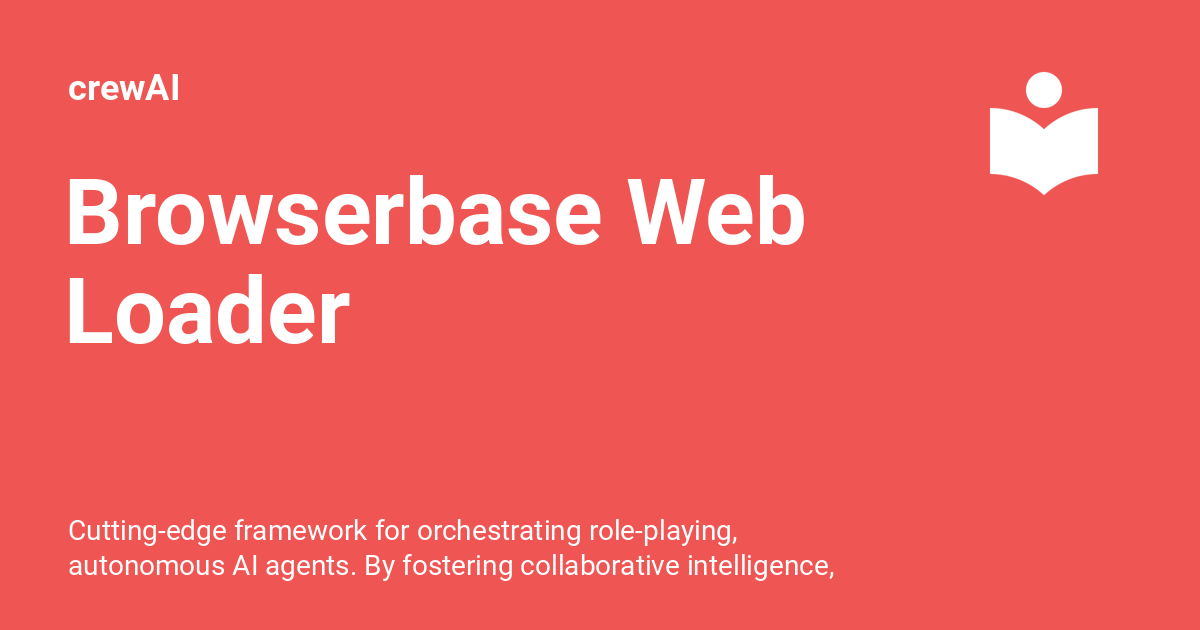 crewAI
Browserbase Web
Loader
Cutting-edge framework for orchestrating role-playing,
autonomous AI agents. By fostering collaborative intelligence,